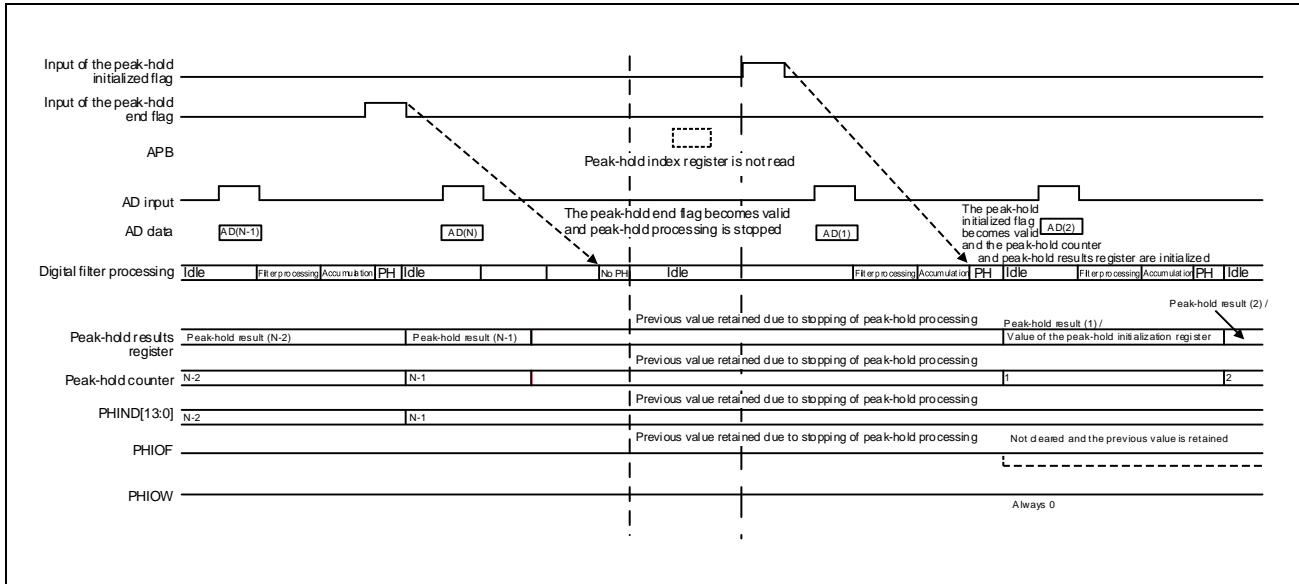 Input of the peak-hold
initialized flag
Input of the peak-hold
end flag
APB
Peak-hold index register is not read
AD input
The peak-hold end flag becomes valid
and peak-hold processing is stopped
The peak-hold
initialized flag
becomes valid
and the peak-hold counter
and peak-hold results register are initialized
AD data
AD(N-1)
AD(N)
AD(1)
AD(2)
Digital filter processing
Idle
Filter processing
Accumulation
PH
Idle
No PH
Idle
Filter processing
Accumulation
PH
Idle
Filter processing
Accumulation
PH
Idle
Peak-hold result (2) /
Previous value retained due to stopping of peak-hold processing
Peak-hold result (1) /
Peak-hold results
register
Peak-hold result (N-2)
Peak-hold result (N-1)
Value of the peak-hold initialization register
Previous value retained due to stopping of peak-hold processing
Peak-hold counter
N-2
N-1
1
2
Previous value retained due to stopping of peak-hold processing
PHIND[13:0]
N-2
N-1
Previous value retained due to stopping of peak-hold processing
Not cleared and the previous value is retained
PHIOF
PHIOW
Always 0